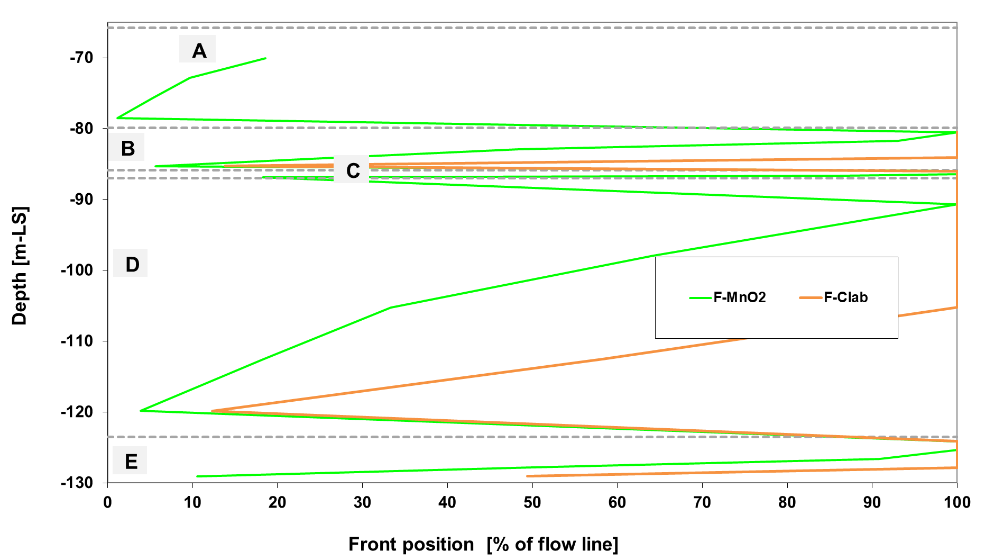 A
-70
-80
B
C
-90
D
-100
F-MnO2 F-Clab
-110
-120
E
-130
0 10 20 30 40 50 60 70 80 90 100
Depth [m-LS]
Front position [% of flow line]